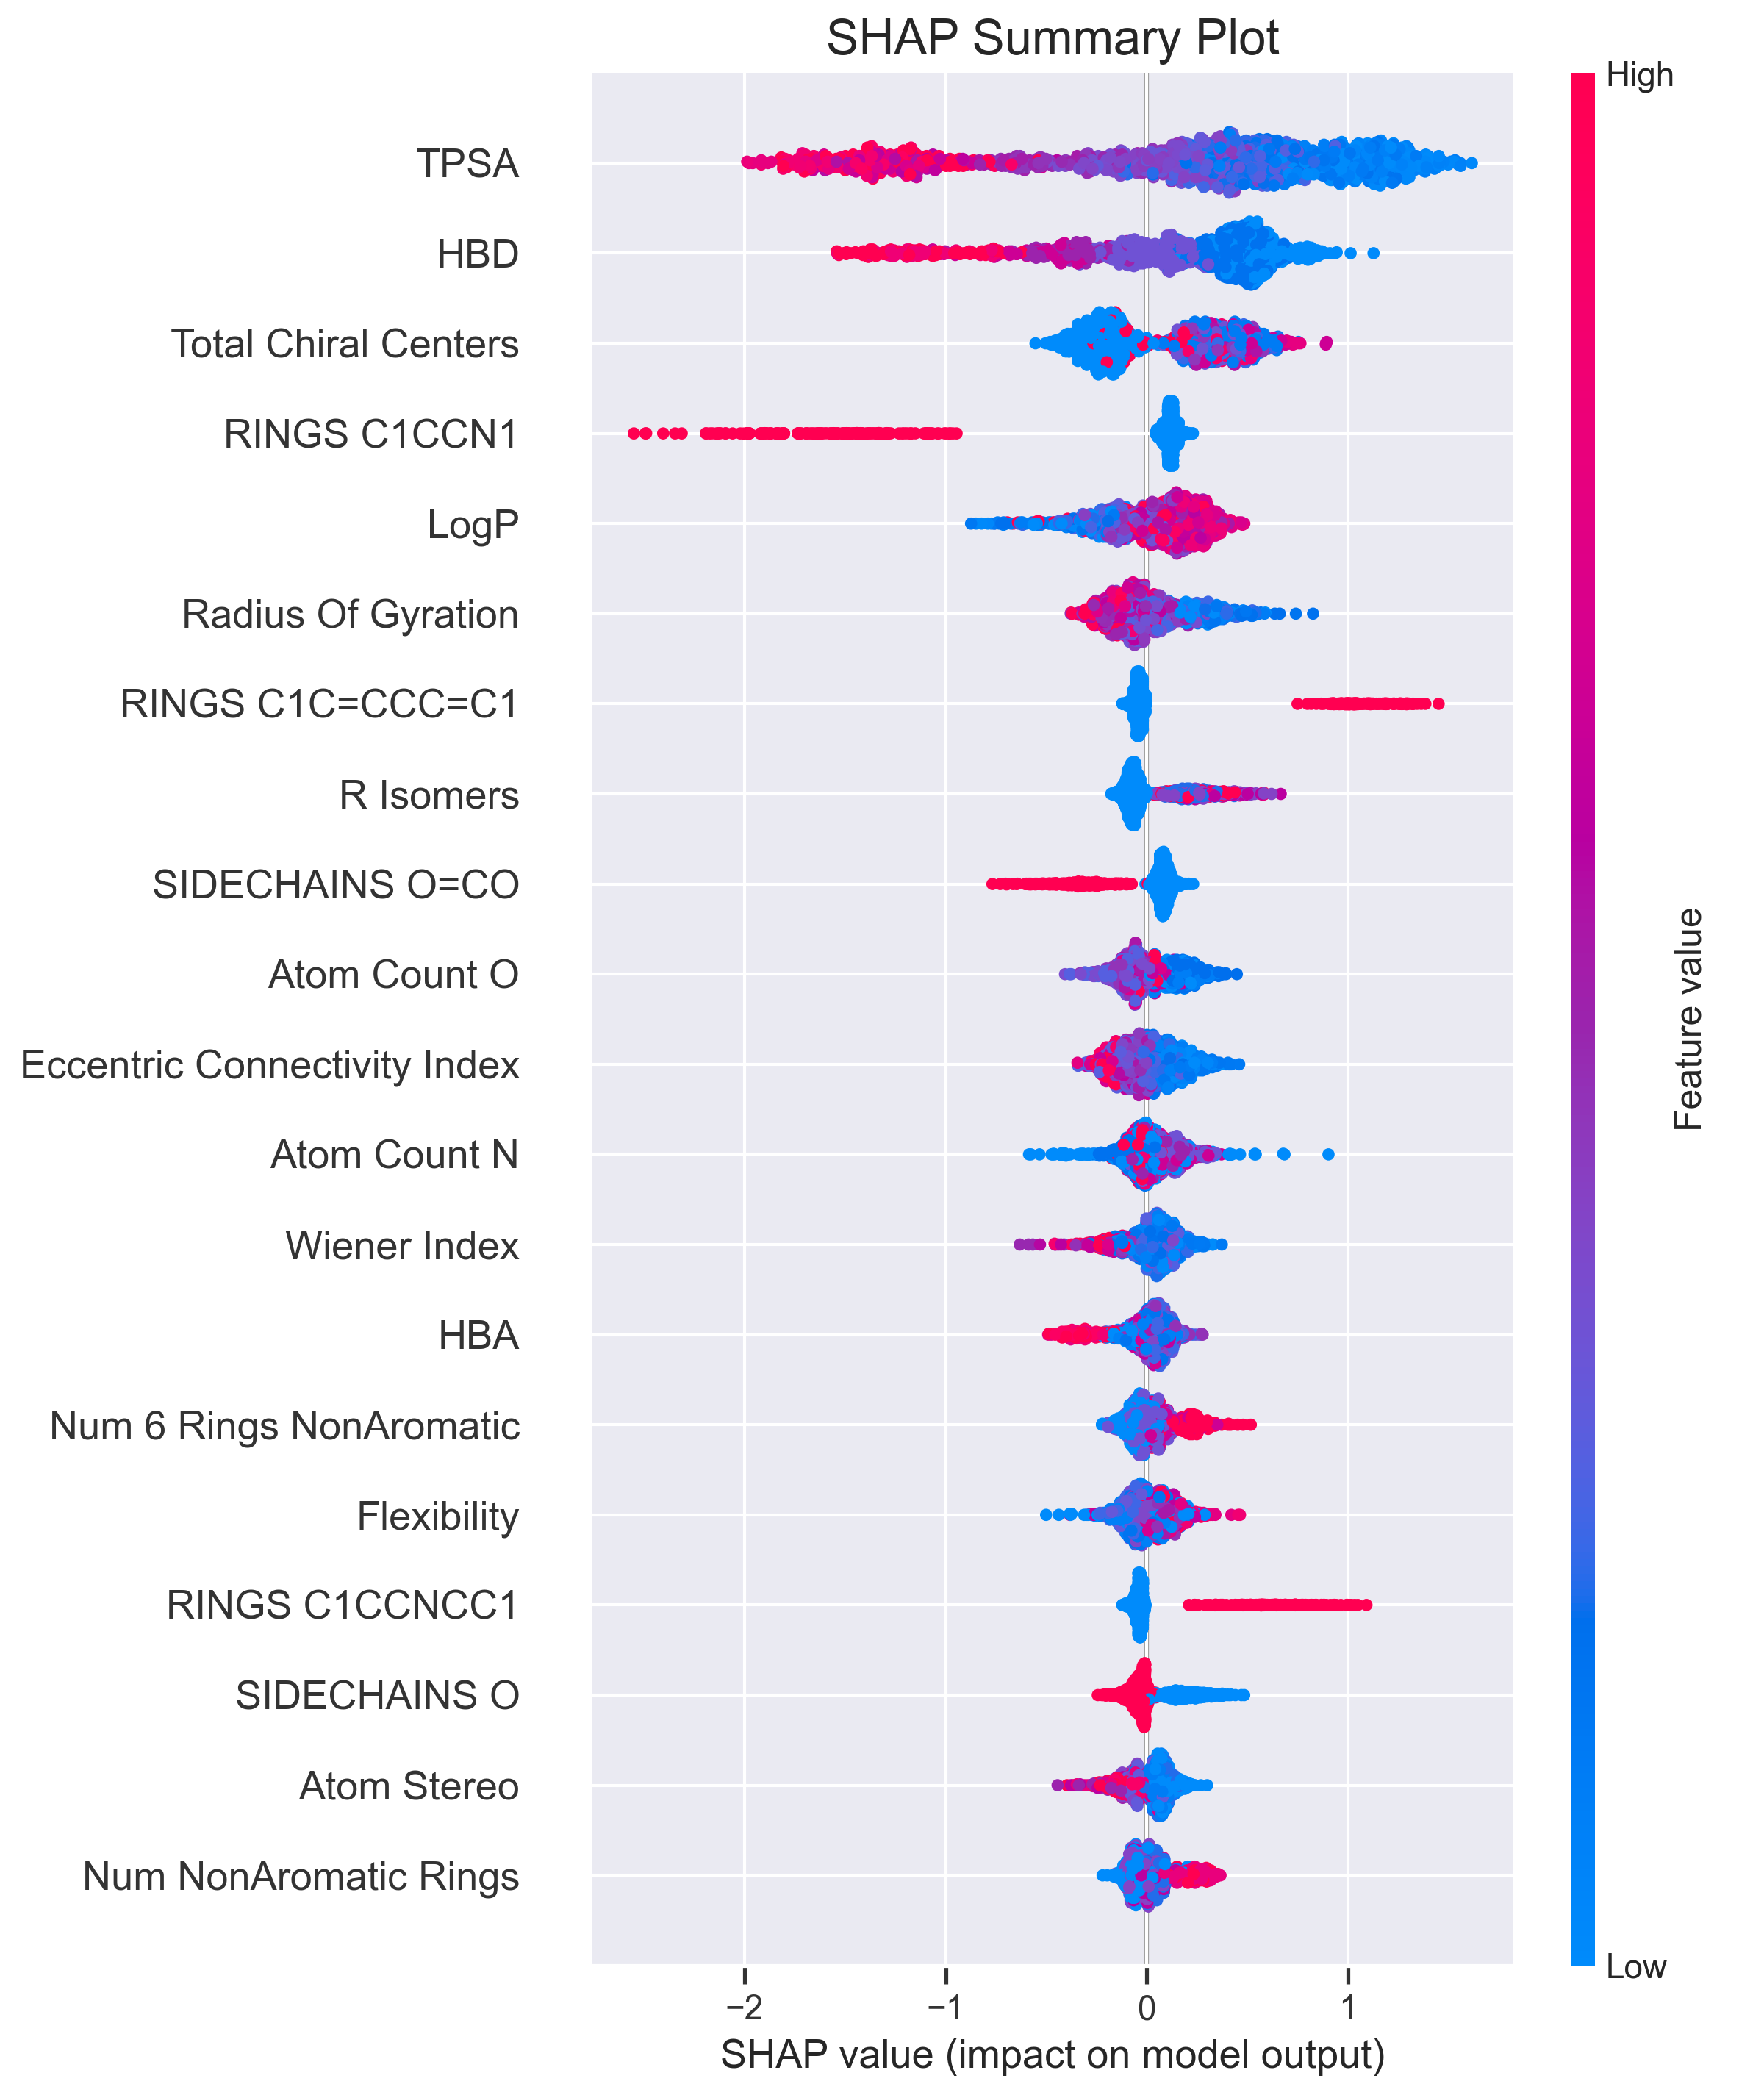 SHAP Summary Plot
High
TPSA
HBD
Total Chiral Centers
RINGS C1CCN1
LogP
Radius Of Gyration
RINGS C1C=CCC=C1
R Isomers
SIDECHAINS O=CO
Atom Count O
Eccentric Connectivity Index
Atom Count N
Wiener Index
HBA
Num 6 Rings NonAromatic
Flexibility
RINGS C1CCNCC1
SIDECHAINS O
Atom Stereo
Num NonAromatic Rings
Feature value
Low
−2 −1 0 1
SHAP value (impact on model output)